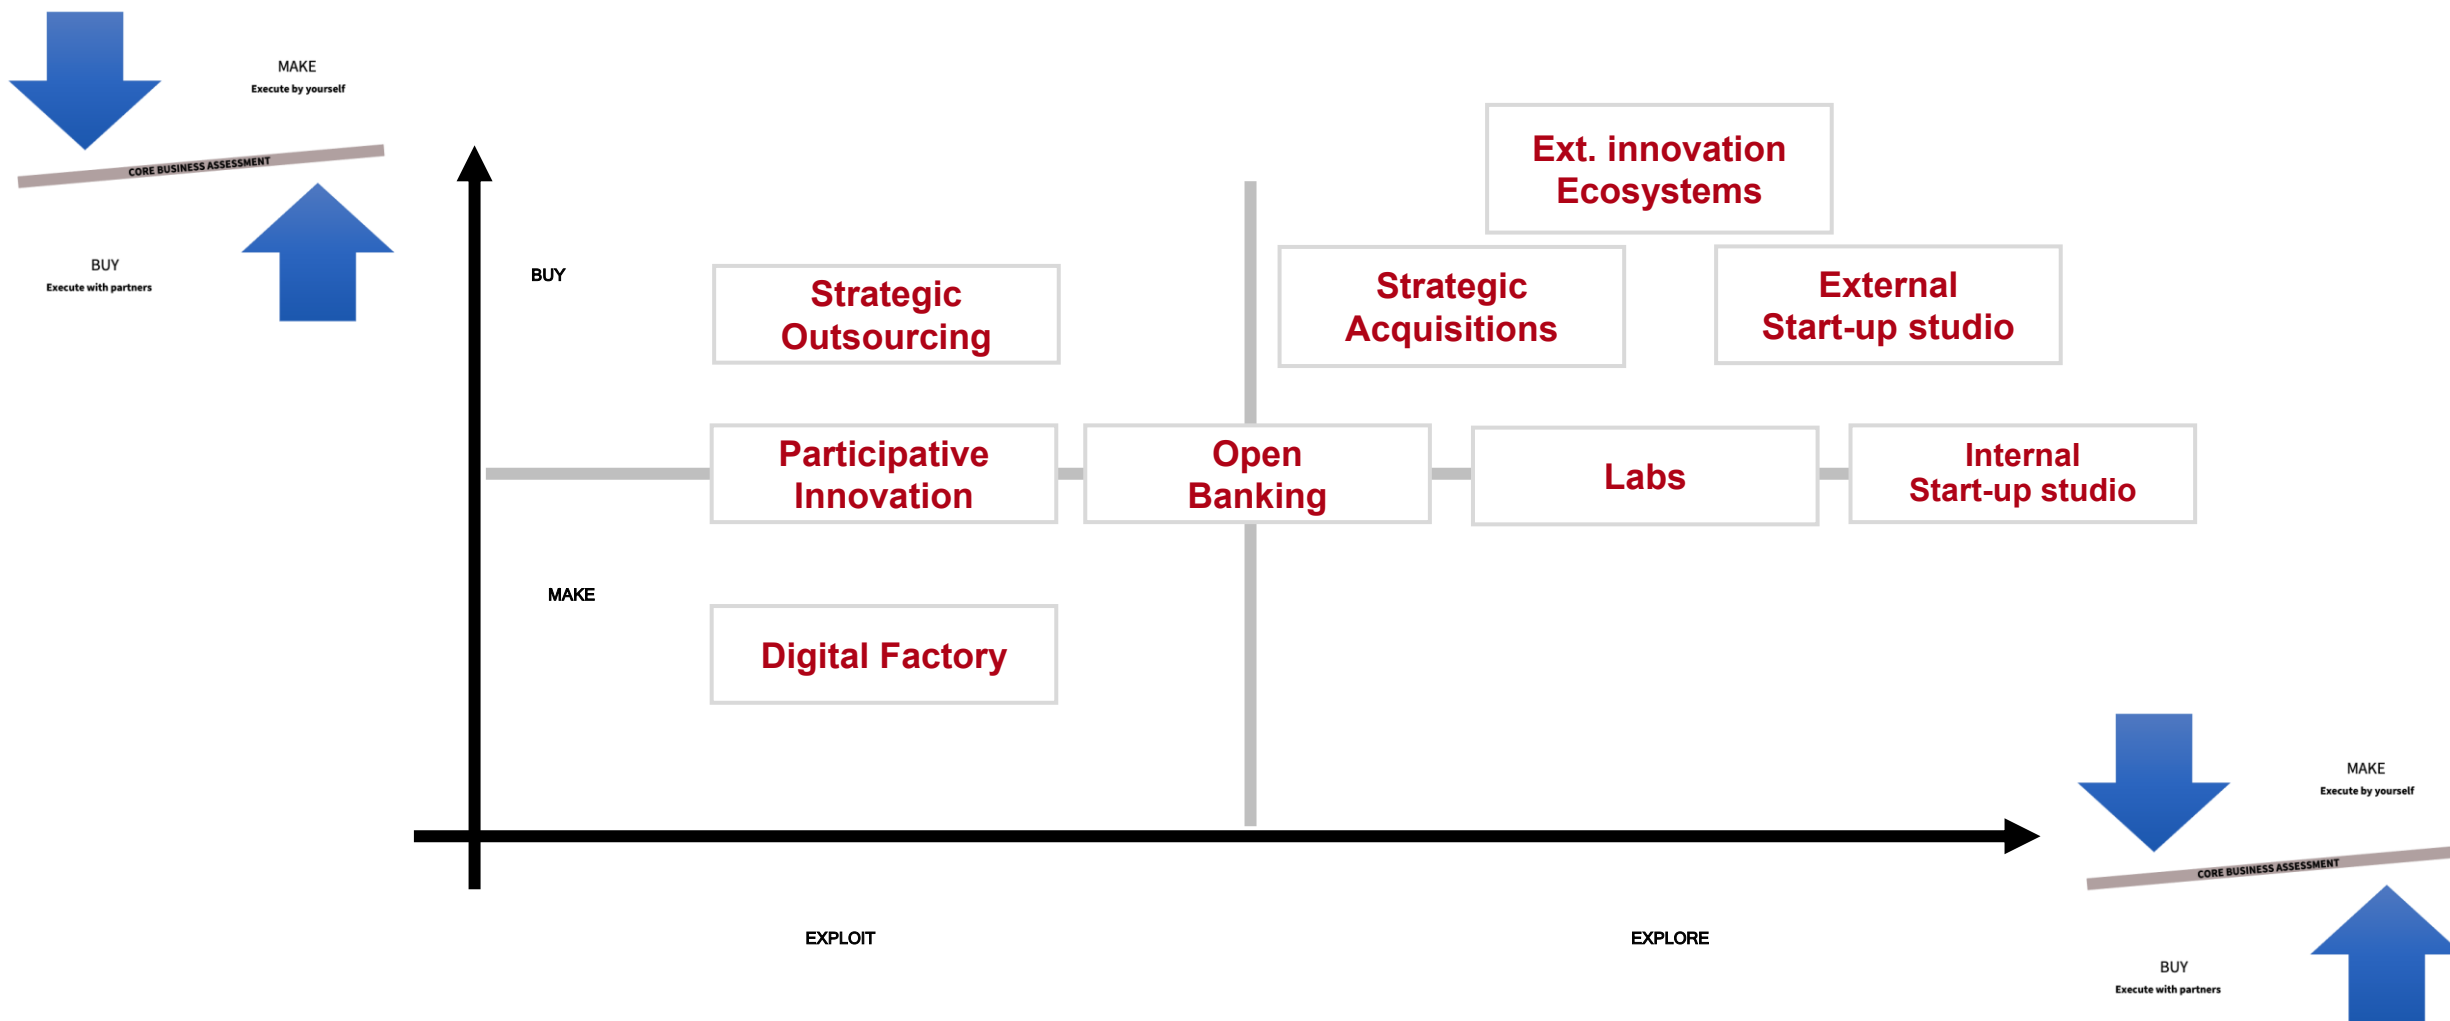 MAKE
Execute by yourself
CORE BUSINESS ASSESSMENT
BUY
Execute with partners
BUY
MAKE
Ext. innovation
Ecosystems
Strategic
Outsourcing
Strategic
Acquisitions
External
Start-up studio
Participative
Innovation
Open
Banking
Labs
Internal
Start-up studio
Digital Factory
EXPLOIT
EXPLORE
MAKE
Execute by yourself
CORE BUSINESS ASSESSMENT
BUY
Execute with partners